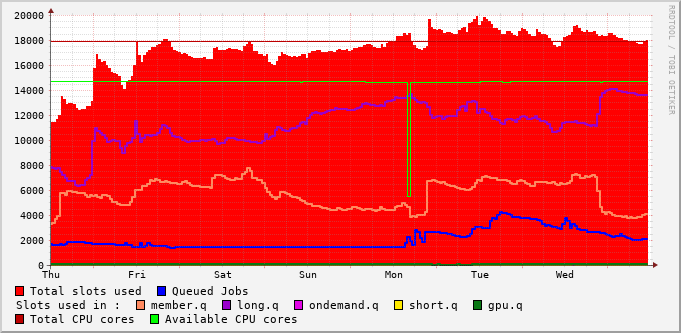 20000
18000
16000
14000
12000
10000
8000
6000
4000
2000
0
Thu Fri Sat Sun Mon Tue Wed
RRDTOOL / TOBI OETIKER
Total slots used Queued Jobs
Slots used in : member.q long.q ondemand.q short.q gpu.q
Total CPU cores Available CPU cores